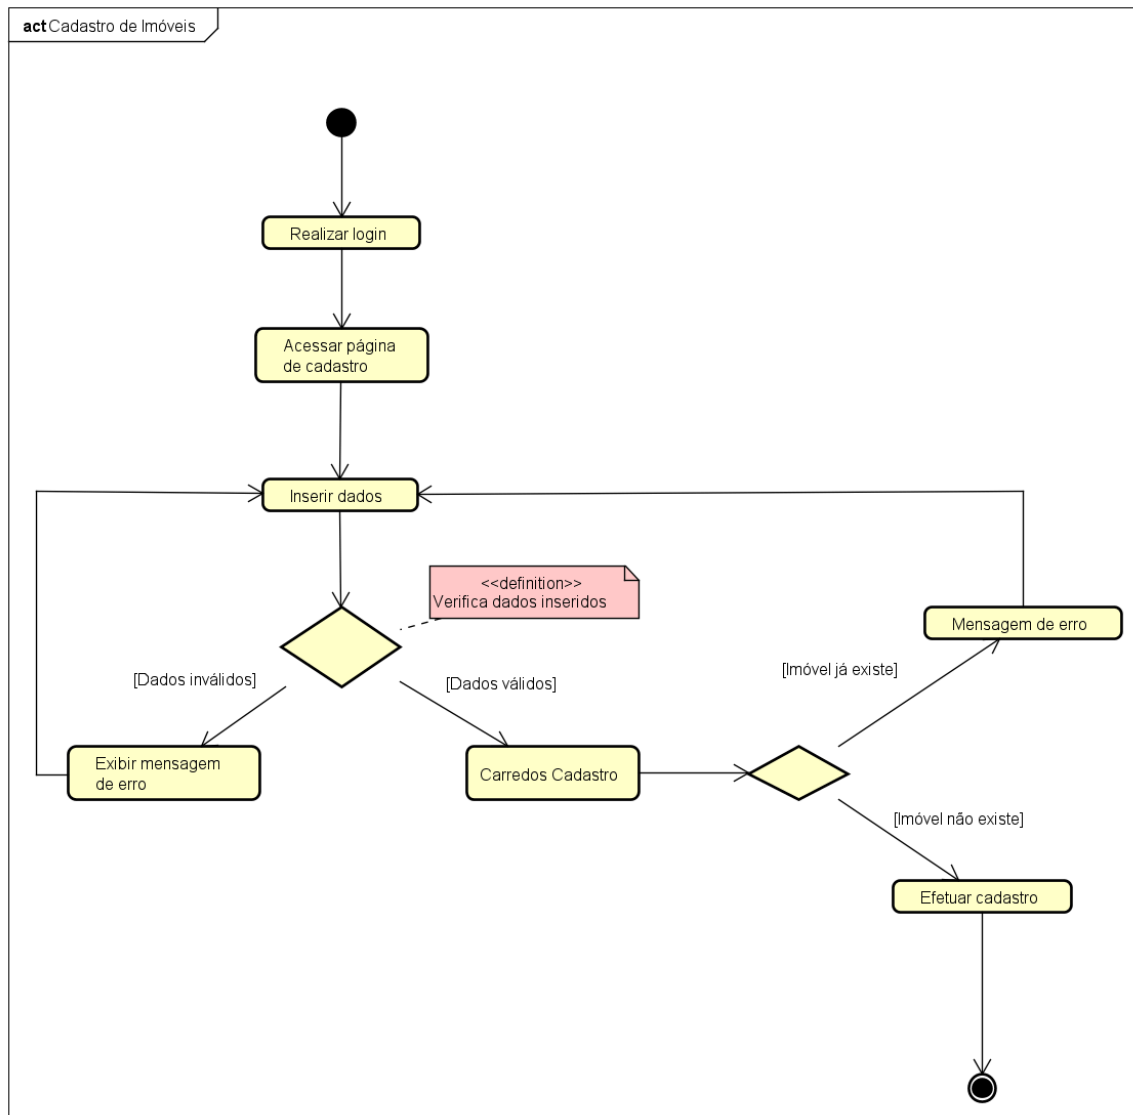 act Cadastro de Imóveis
Realizar login
Acessar página
de cadastro
Inserir dados
<<definition>>
Verifica dados inseridos
Mensagem de erro
[Imóvel já existe]
[Dados inválidos]
[Dados válidos]
Exibir mensagem
de erro
Carredos Cadastro
[Imóvel não existe]
Efetuar cadastro